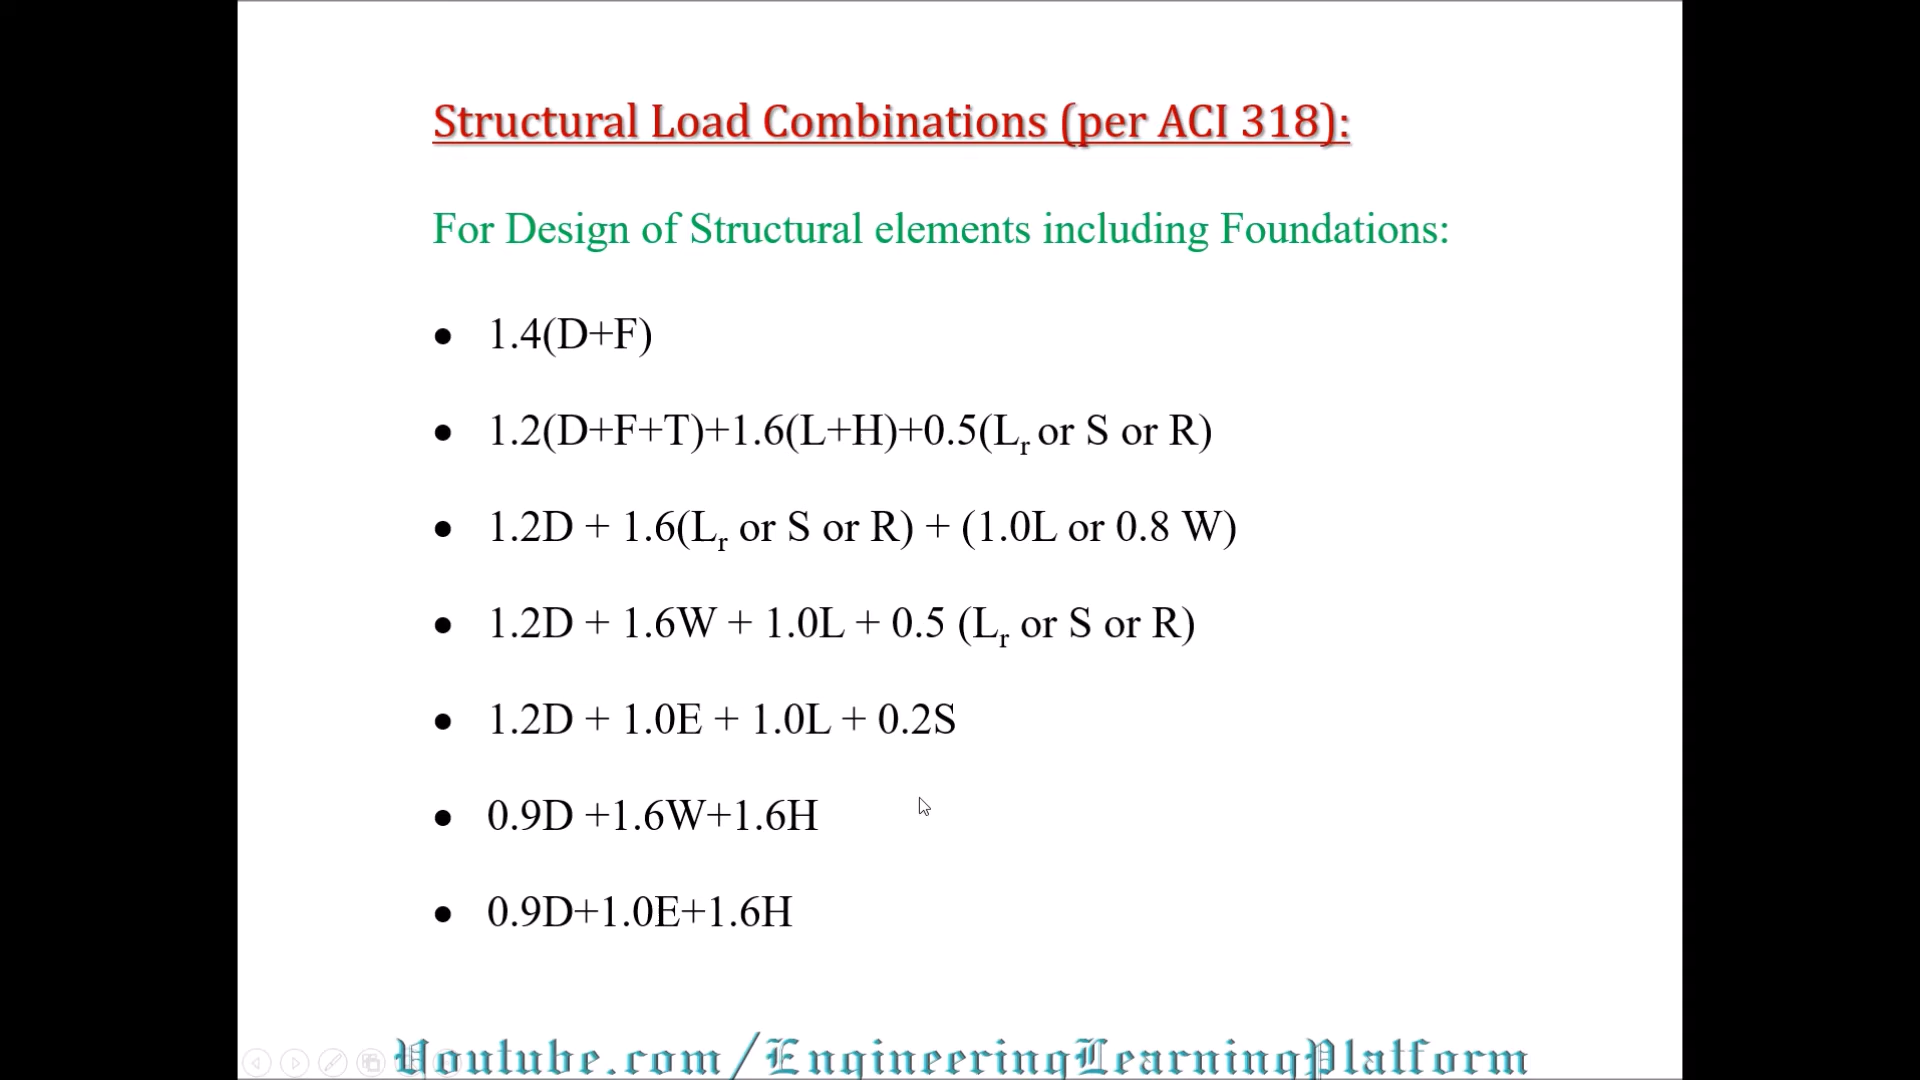 Structural Load Combinations (per ACI 318):
For Design of Structural elements including Foundations:
• 1.4(D+F)
• 1.2(D+F+T)+1.6(L+H)+0.5(Lr or S or R)
• 1.2D + 1.6(Lr or S or R) + (1.0L or 0.8 W)
• 1.2D + 1.6W + 1.0L + 0.5 (Lr or S or R)
• 1.2D + 1.0E + 1.0L + 0.2S
• 0.9D +1.6W+1.6H
• 0.9D+1.0E+1.6H
Youtube.com/EngineeringLearningPlatform